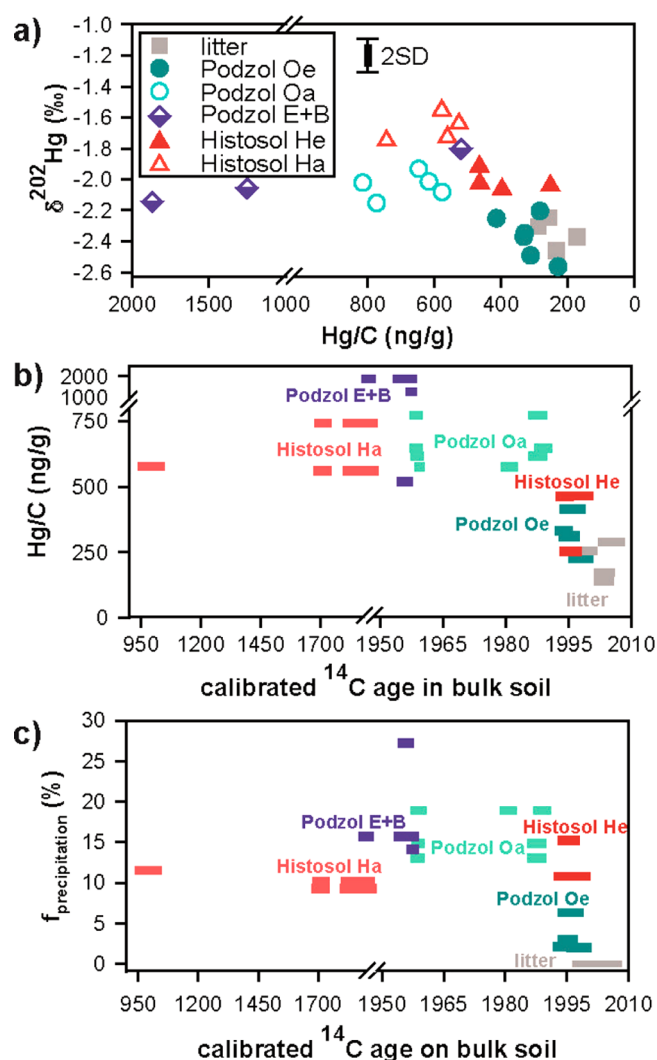 a)
δ²⁰²Hg (‰)
-1.0
-1.2
-1.4
-1.6
-1.8
-2.0
-2.2
-2.4
-2.6
litter
Podzol Oe
Podzol Oa
Podzol E+B
Histosol He
Histosol Ha
2SD
2000 1500 1000 800 600 400 200 0
Hg/C (ng/g)
b)
Hg/C (ng/g)
2000
1000
750
500
250
0
Podzol E+B
Histosol Ha
Podzol Oa
Histosol He
Podzol Oe
litter
950 1200 1450 1700 1950 1965 1980 1995 2010
calibrated ¹⁴C age in bulk soil
c)
fprecipitation (%)
30
25
20
15
10
5
0
Podzol E+B
Histosol Ha
Podzol Oa
Histosol He
Podzol Oe
litter
950 1200 1450 1700 1950 1965 1980 1995 2010
calibrated ¹⁴C age on bulk soil